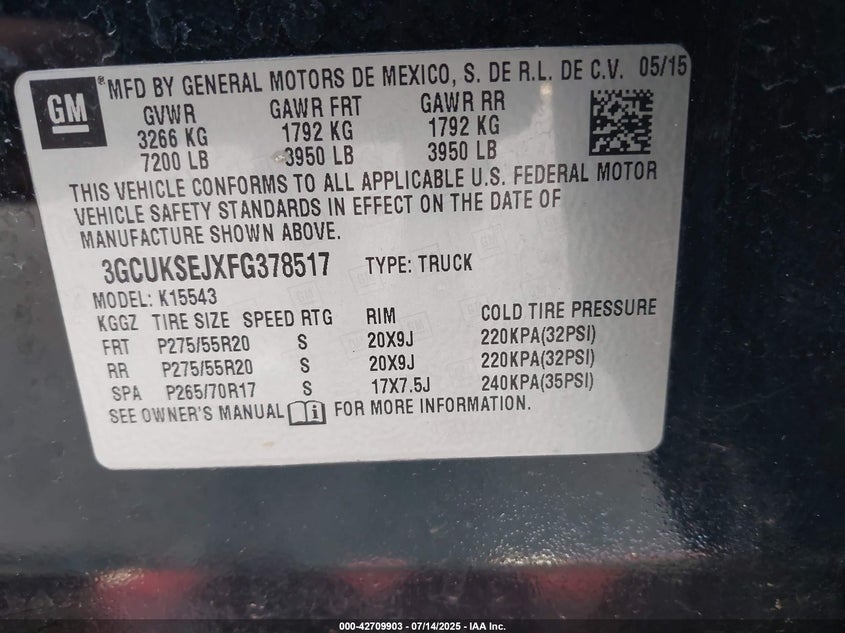 GM
® MFD BY GENERAL MOTORS DE MEXICO, S. DE R.L. DE C.V. 05/15
GVWR GAWR FRT GAWR RR
3266 KG 1792 KG 1792 KG
7200 LB 3950 LB 3950 LB
THIS VEHICLE CONFORMS TO ALL APPLICABLE U.S. FEDERAL MOTOR
VEHICLE SAFETY STANDARDS IN EFFECT ON THE DATE OF
MANUFACTURE SHOWN ABOVE.
3GCUKSEJXFG378517 TYPE: TRUCK
MODEL: K15543
KGGZ TIRE SIZE SPEED RTG RIM COLD TIRE PRESSURE
FRT P275/55R20 S 20X9J 220KPA(32PSI)
RR P275/55R20 S 20X9J 220KPA(32PSI)
SPA P265/70R17 S 17X7.5J 240KPA(35PSI)
SEE OWNER'S MANUAL FOR MORE INFORMATION.
000-42709903 - 07/14/2025 - IAA Inc.